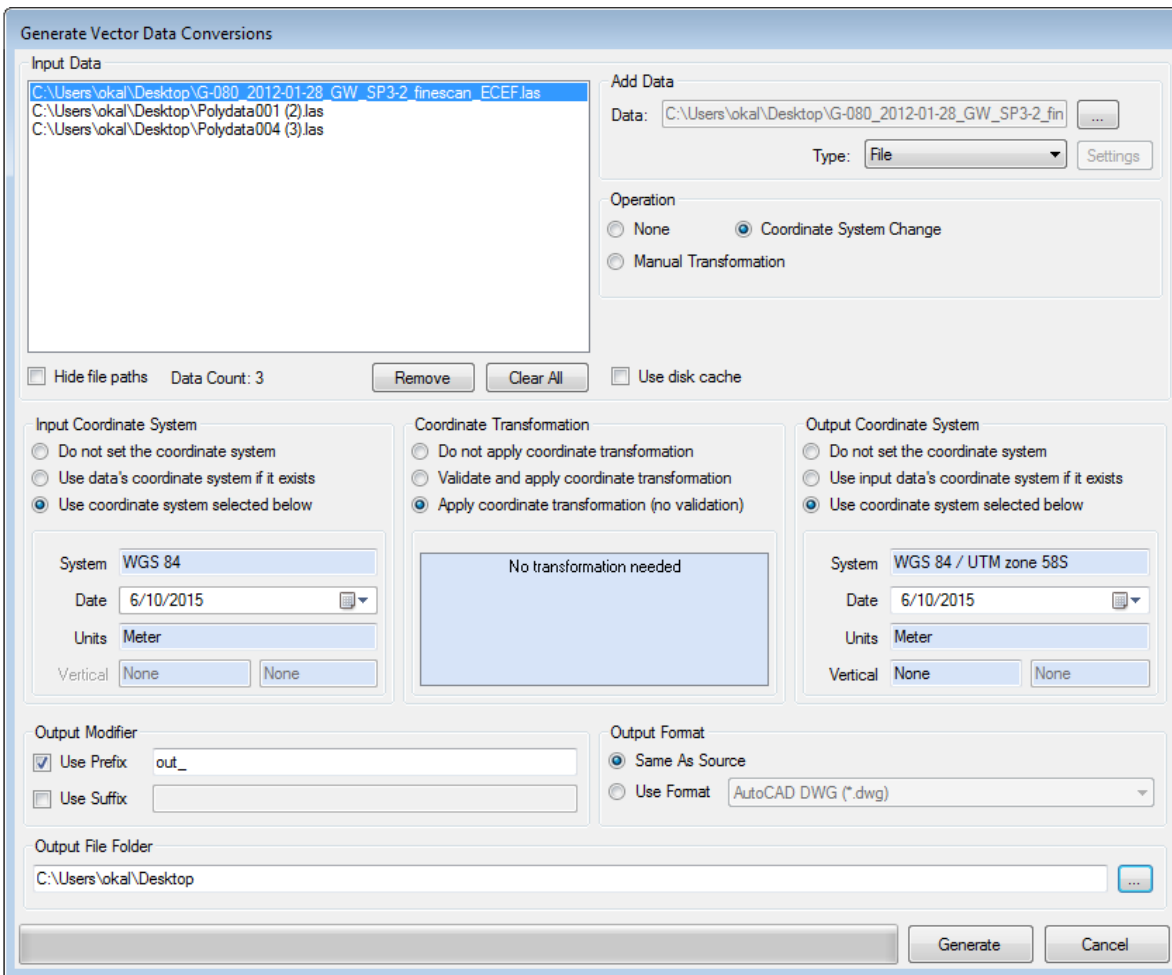 Generate Vector Data Conversions
Input Data
C:\Users\okal\Desktop\G-080_2012-01-28_GW_SP3-2_finescan_ECEF.las
C:\Users\okal\Desktop\Polydata001 (2).las
C:\Users\okal\Desktop\Polydata004 (3).las
Hide file paths
Data Count: 3
Remove
Clear All
Add Data
Data: C:\Users\okal\Desktop\G-080_2012-01-28_GW_SP3-2_fin
...
Type: File
Settings
Operation
None
Coordinate System Change
Manual Transformation
Use disk cache
Input Coordinate System
Do not set the coordinate system
Use data's coordinate system if it exists
Use coordinate system selected below
System WGS 84
Date 6/10/2015
Units Meter
Vertical None None
Coordinate Transformation
Do not apply coordinate transformation
Validate and apply coordinate transformation
Apply coordinate transformation (no validation)
No transformation needed
Output Coordinate System
Do not set the coordinate system
Use input data's coordinate system if it exists
Use coordinate system selected below
System WGS 84 / UTM zone 58S
Date 6/10/2015
Units Meter
Vertical None None
Output Modifier
Use Prefix out_
Use Suffix
Output Format
Same As Source
Use Format AutoCAD DWG (*.dwg)
Output File Folder
C:\Users\okal\Desktop
...
Generate
Cancel